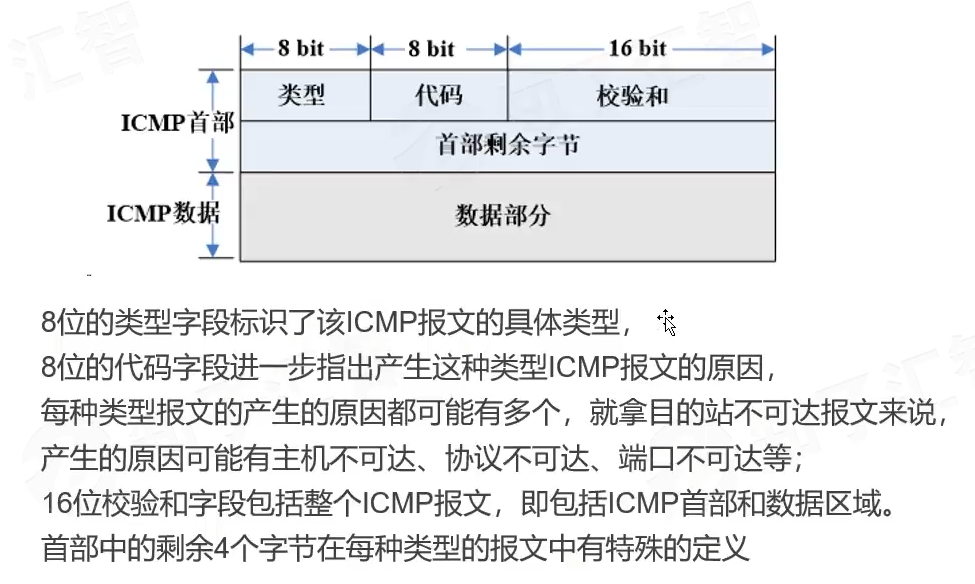 8 bit 8 bit 16 bit
类型 代码 校验和
ICMP首部
首部剩余字节
ICMP数据 数据部分
8位的类型字段标识了该ICMP报文的具体类型，
8位的代码字段进一步指出产生这种类型ICMP报文的原因，
每种类型报文的产生的原因都可能有多个，就拿目的站不可达报文来说，
产生的原因可能有主机不可达、协议不可达、端口不可达等；
16位校验和字段包括整个ICMP报文，即包括ICMP首部和数据区域。
首部中的剩余4个字节在每种类型的报文中有特殊的定义
汇智